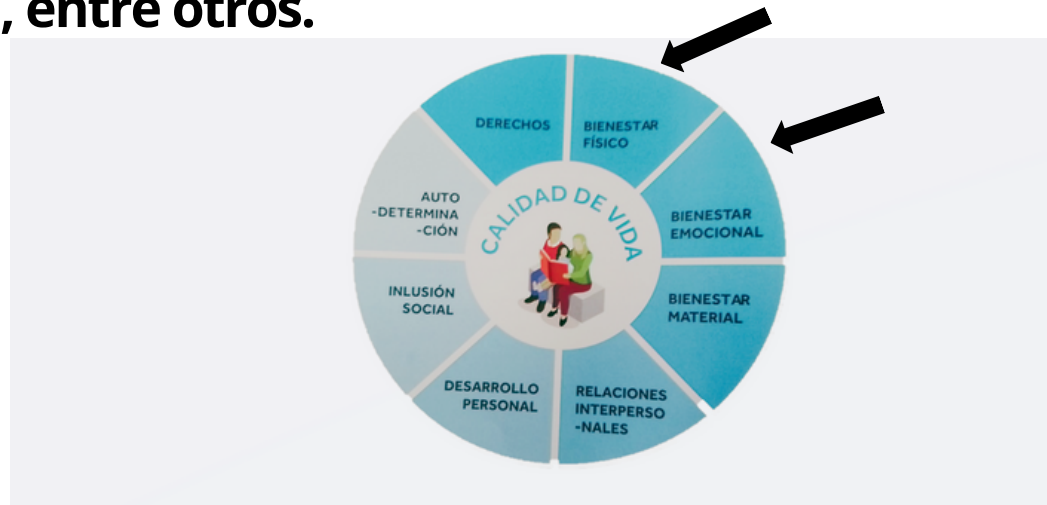 , entre otros.
DERECHOS
BIENESTAR
FÍSICO
BIENESTAR
EMOCIONAL
BIENESTAR
MATERIAL
RELACIONES
INTERPERSO
-NALES
DESARROLLO
PERSONAL
INLUSIÓN
SOCIAL
AUTO
-DETERMINA
-CIÓN
CALIDAD DE VIDA